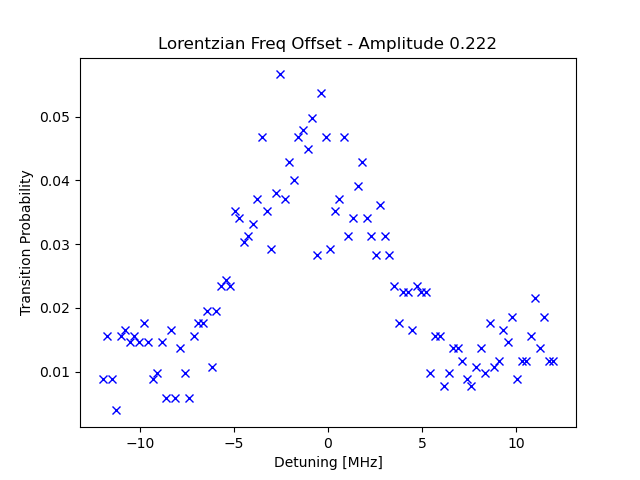 Lorentzian Freq Offset - Amplitude 0.222
Transition Probability
0.05
0.04
0.03
0.02
0.01
−10 −5 0 5 10
Detuning [MHz]